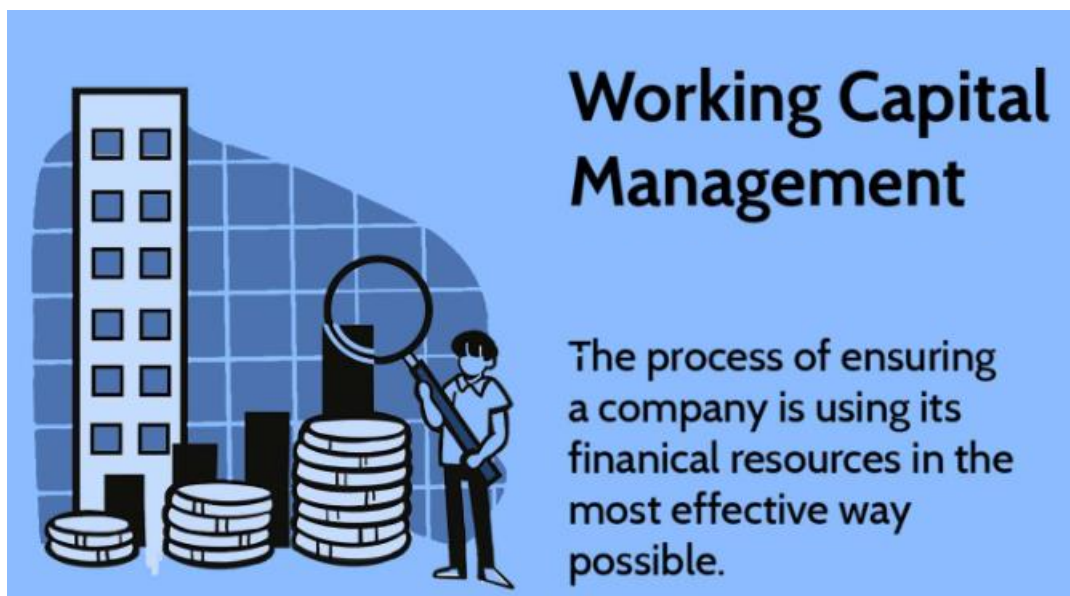 Working Capital
Management
The process of ensuring
a company is using its
finanical resources in the
most effective way
possible.